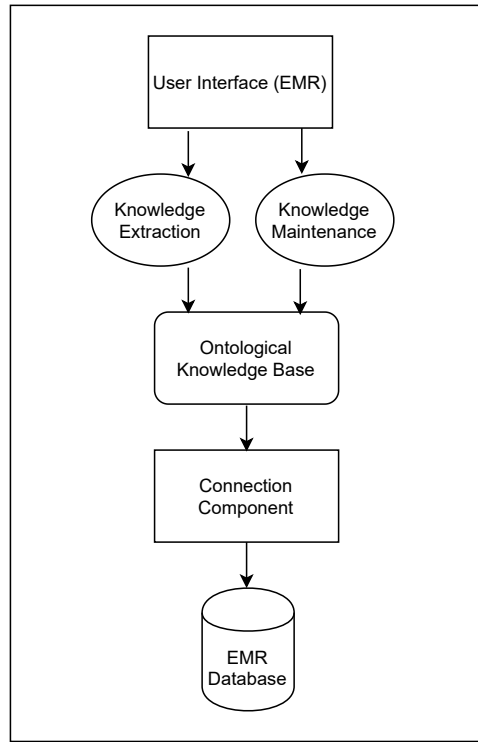 User Interface (EMR)
Knowledge
Extraction
Knowledge
Maintenance
Ontological
Knowledge Base
Connection
Component
EMR
Database